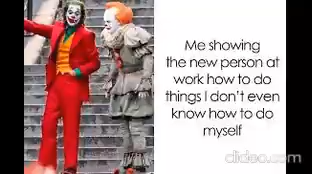 Me showing
the new person at
work how to do
things I don't even
know how to do
myself
clideo.com